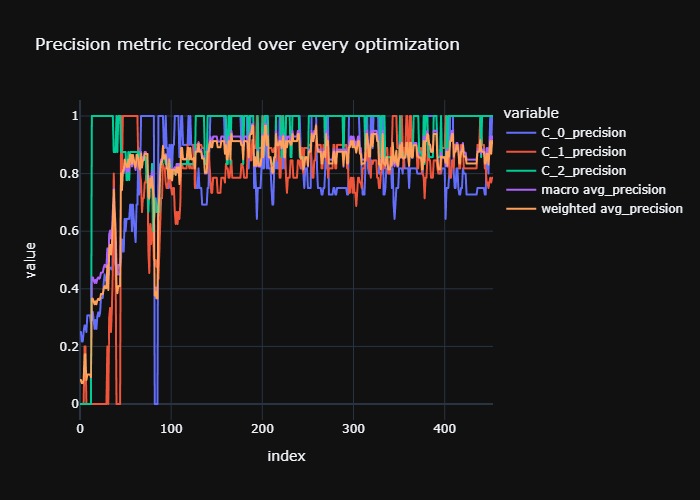 Precision metric recorded over every optimization
variable
C_0_precision
C_1_precision
C_2_precision
macro avg_precision
weighted avg_precision
1
0.8
0.6
0.4
0.2
0
value
0 100 200 300 400
index